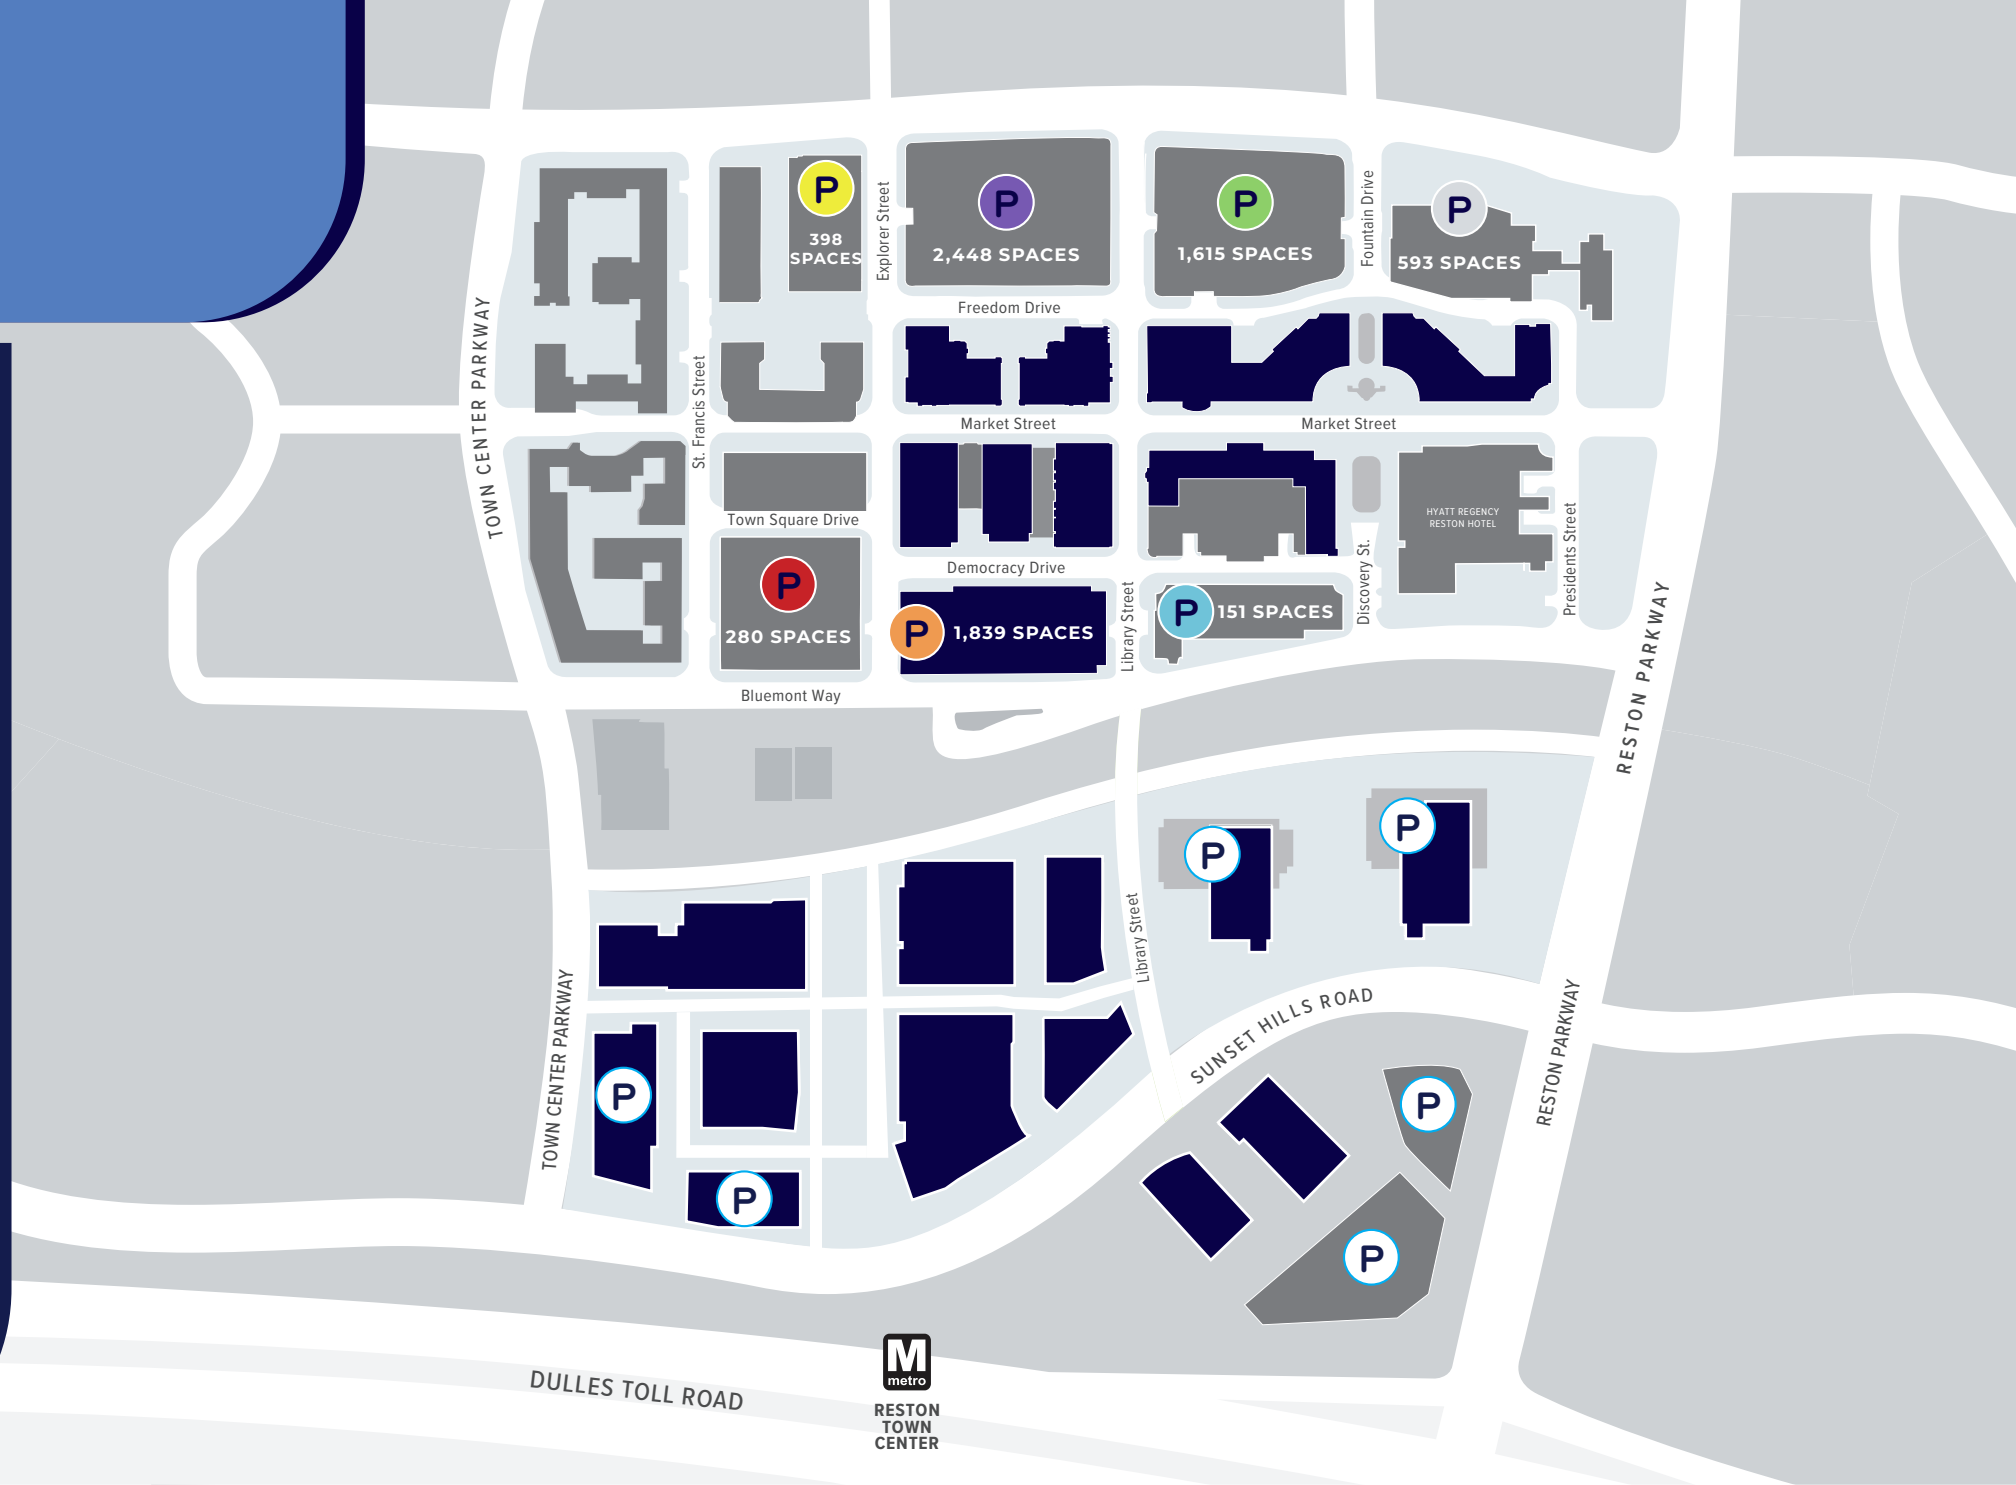 P
398
SPACES
P
2,448 SPACES
P
1,615 SPACES
P
593 SPACES
Explorer Street
Fountain Drive
Freedom Drive
TOWN CENTER PARKWAY
St. Francis Street
Market Street
Market Street
Town Square Drive
HYATT REGENCY
RESTON HOTEL
Democracy Drive
Discovery St.
Presidents Street
P
280 SPACES
P
1,839 SPACES
Library Street
P
151 SPACES
Bluemont Way
RESTON PARKWAY
P
P
Library Street
TOWN CENTER PARKWAY
SUNSET HILLS ROAD
RESTON PARKWAY
P
P
P
P
DULLES TOLL ROAD
M
metro
RESTON
TOWN
CENTER